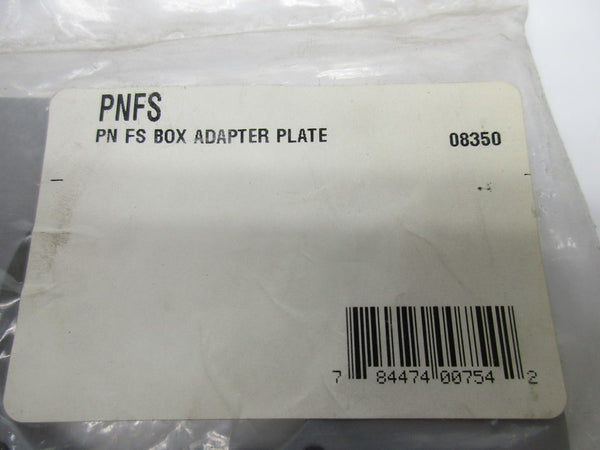 PNFS
PN FS BOX ADAPTER PLATE 08350
7 84474 00754 2